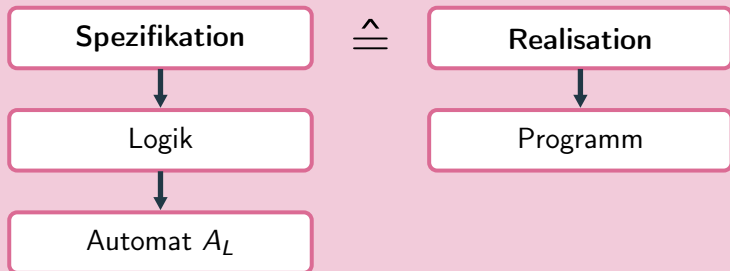 Spezifikation ≙ Realisation
Logik Programm
Automat A_L